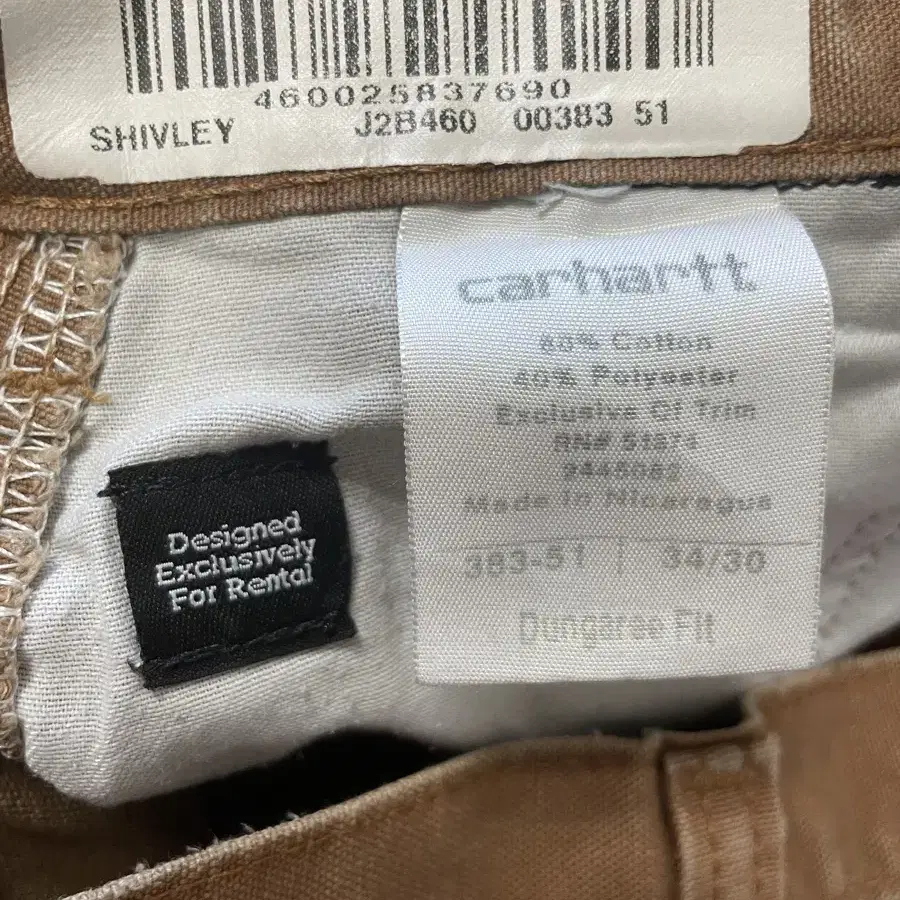 460025837690
SHIVLEY J2B460 00383 51
carhartt
60% Cotton
40% Polyester
Exclusive Of Trim
RN# 51874
Made In Nicaragua
383-51 34/30
Dungaree Fit
Designed
Exclusively
For Rental